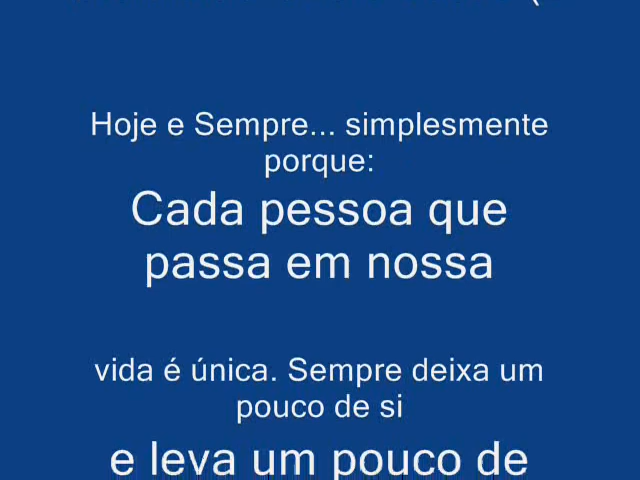 Hoje e Sempre... simplesmente
porque:
Cada pessoa que
passa em nossa
vida é única. Sempre deixa um
pouco de si
e leva um pouco de